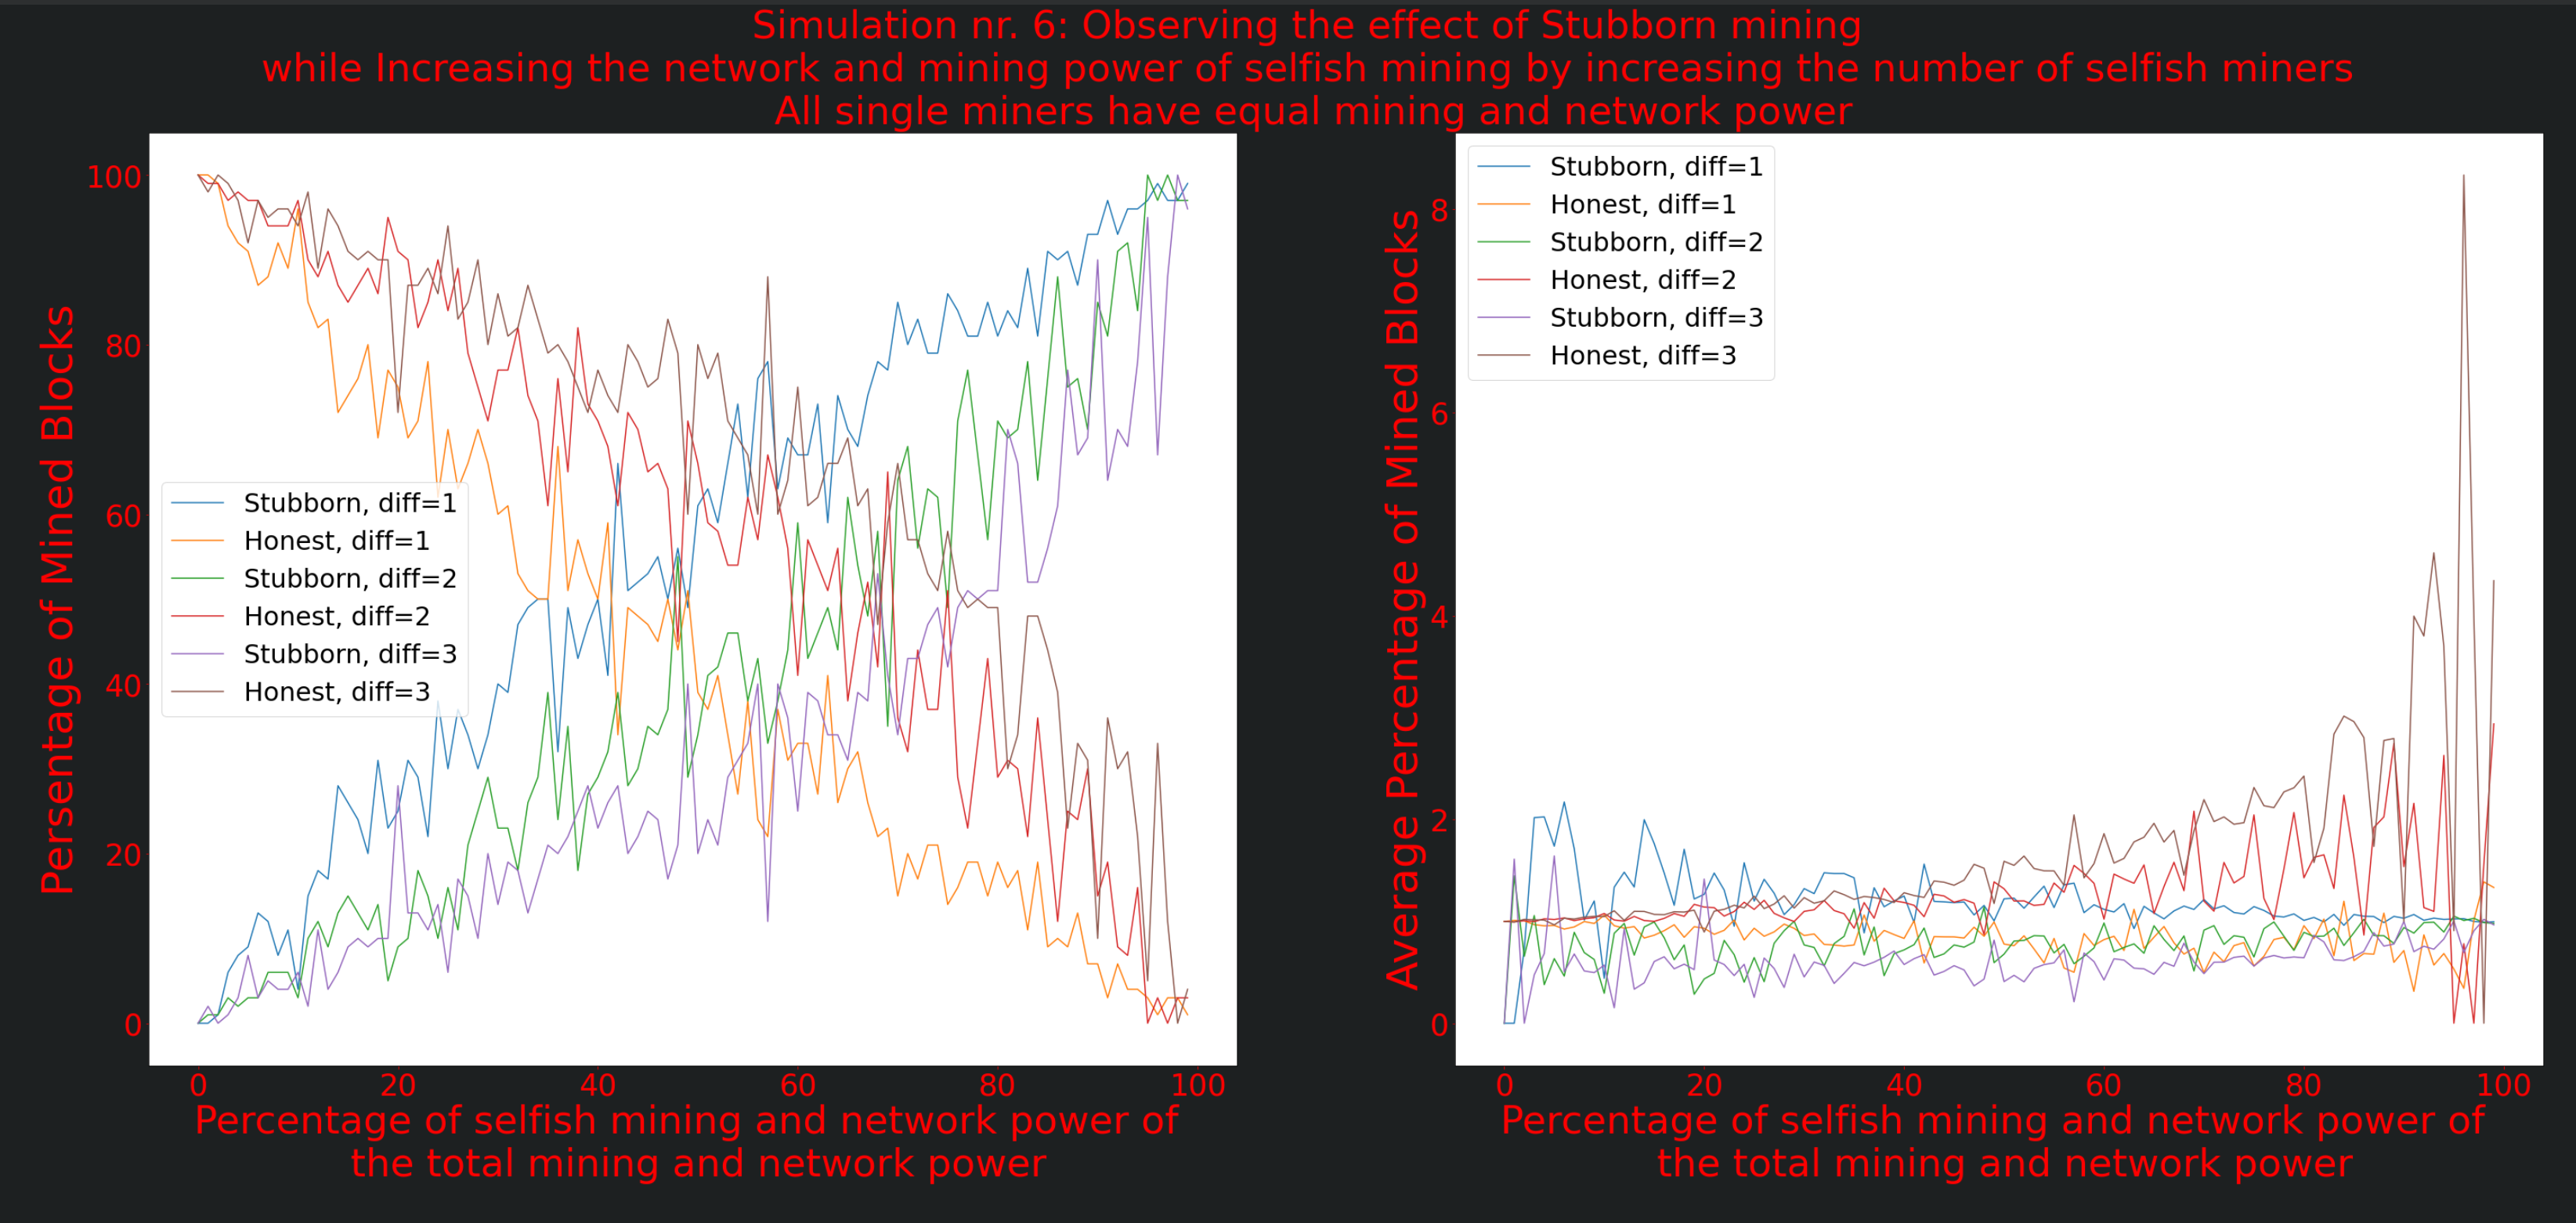 Simulation nr. 6: Observing the effect of Stubborn mining
while Increasing the network and mining power of selfish mining by increasing the number of selfish miners
All single miners have equal mining and network power
Persentage of Mined Blocks
100
80
60
40
20
0
Stubborn, diff=1
Honest, diff=1
Stubborn, diff=2
Honest, diff=2
Stubborn, diff=3
Honest, diff=3
0 20 40 60 80 100
Percentage of selfish mining and network power of
the total mining and network power
Average Percentage of Mined Blocks
8
6
4
2
0
Stubborn, diff=1
Honest, diff=1
Stubborn, diff=2
Honest, diff=2
Stubborn, diff=3
Honest, diff=3
0 20 40 60 80 100
Percentage of selfish mining and network power of
the total mining and network power